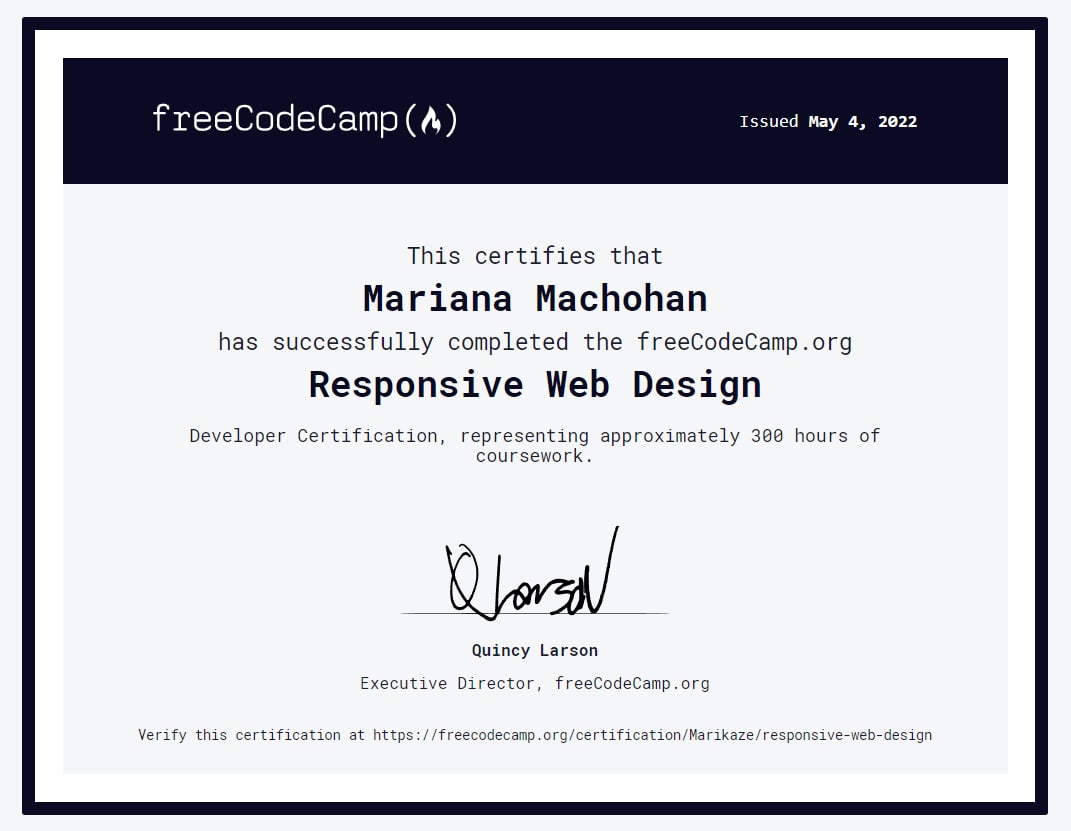 freeCodeCamp(🔥)
Issued May 4, 2022
This certifies that
Mariana Machohan
has successfully completed the freeCodeCamp.org
Responsive Web Design
Developer Certification, representing approximately 300 hours of
coursework.
QLarson
Quincy Larson
Executive Director, freeCodeCamp.org
Verify this certification at https://freecodecamp.org/certification/Marikaze/responsive-web-design